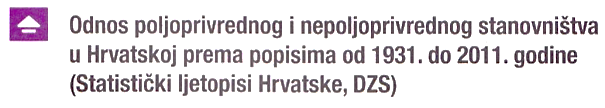 Odnos poljoprivrednog i nepoljoprivrednog stanovništva
u Hrvatskoj prema popisima od 1931. do 2011. godine
(Statistički ljetopisi Hrvatske, DZS)